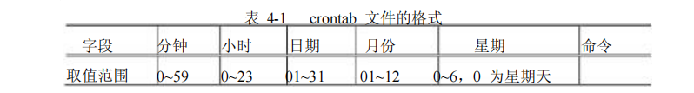 表 4-1 crontab 文件的格式
字段 分钟 小时 日期 月份 星期 命令
取值范围 0~59 0~23 01~31 01~12 0~6，0 为星期天